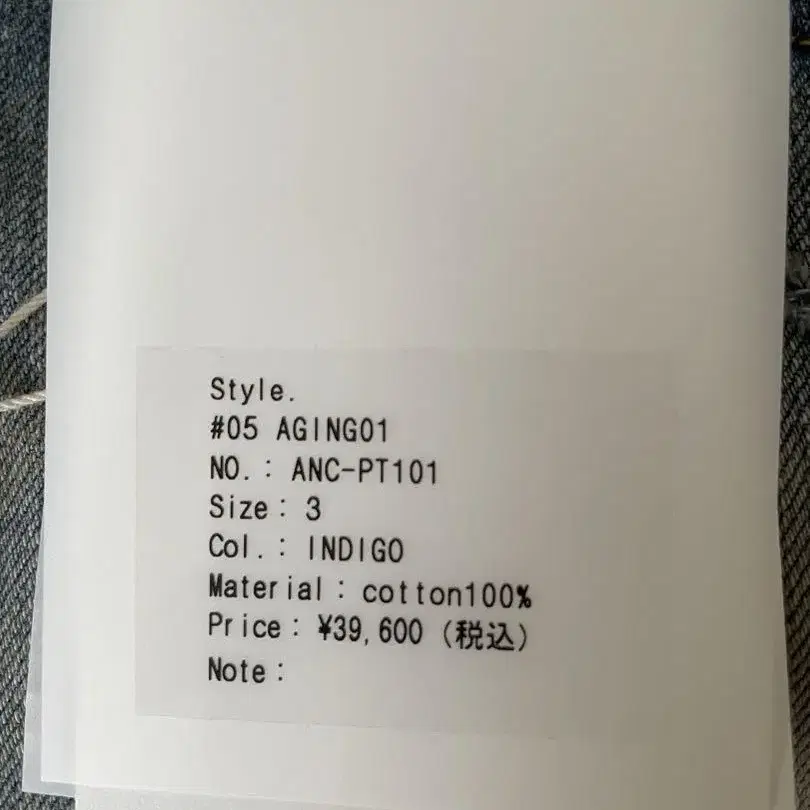 Style.
#05 AGING01
NO.: ANC-PT101
Size: 3
Col.: INDIGO
Material: cotton100%
Price: ¥39,600 (税込)
Note: